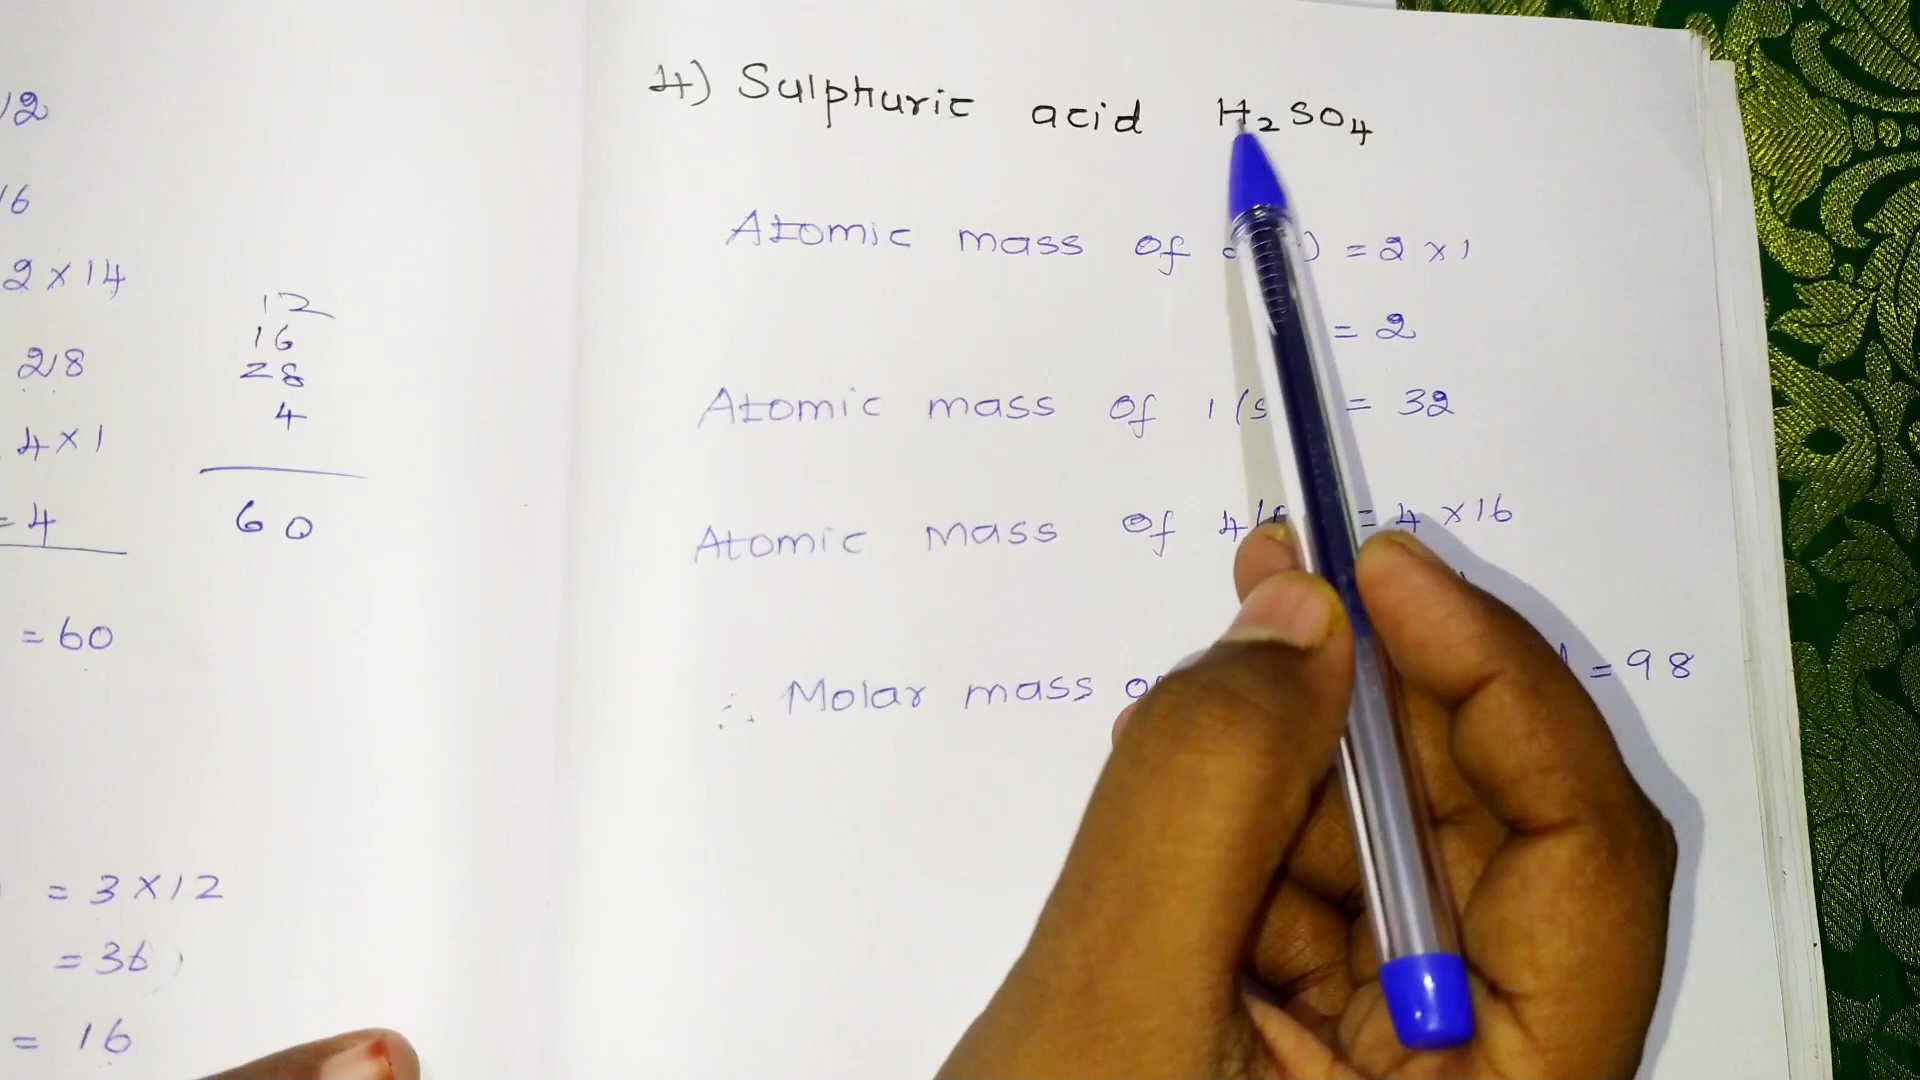 12
16
2 × 14
28
4 × 1
= 4
= 60
12
16
28
4
60
= 3 × 12
= 36
= 16
4) Sulphuric acid H₂SO₄
Atomic mass of ) = 2 × 1
= 2
Atomic mass of 1 (S = 32
Atomic mass of 4 = 4 × 16
∴ Molar mass = 98